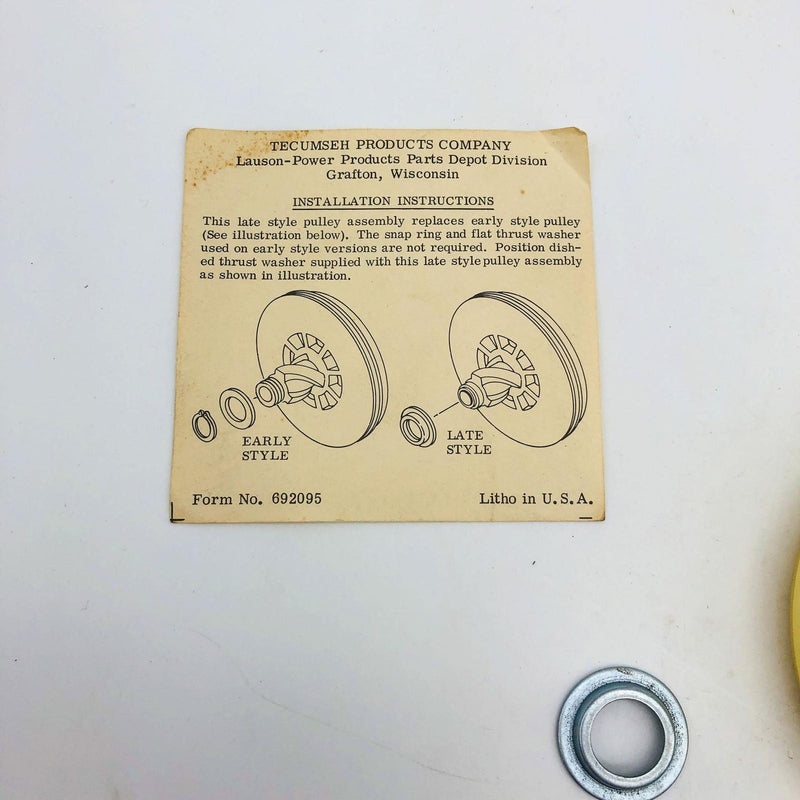 TECUMSEH PRODUCTS COMPANY
Lauson-Power Products Parts Depot Division
Grafton, Wisconsin
INSTALLATION INSTRUCTIONS
This late style pulley assembly replaces early style pulley
(See illustration below). The snap ring and flat thrust washer
used on early style versions are not required. Position dish-
ed thrust washer supplied with this late style pulley assembly
as shown in illustration.
EARLY
STYLE
LATE
STYLE
Form No. 692095
Litho in U.S.A.